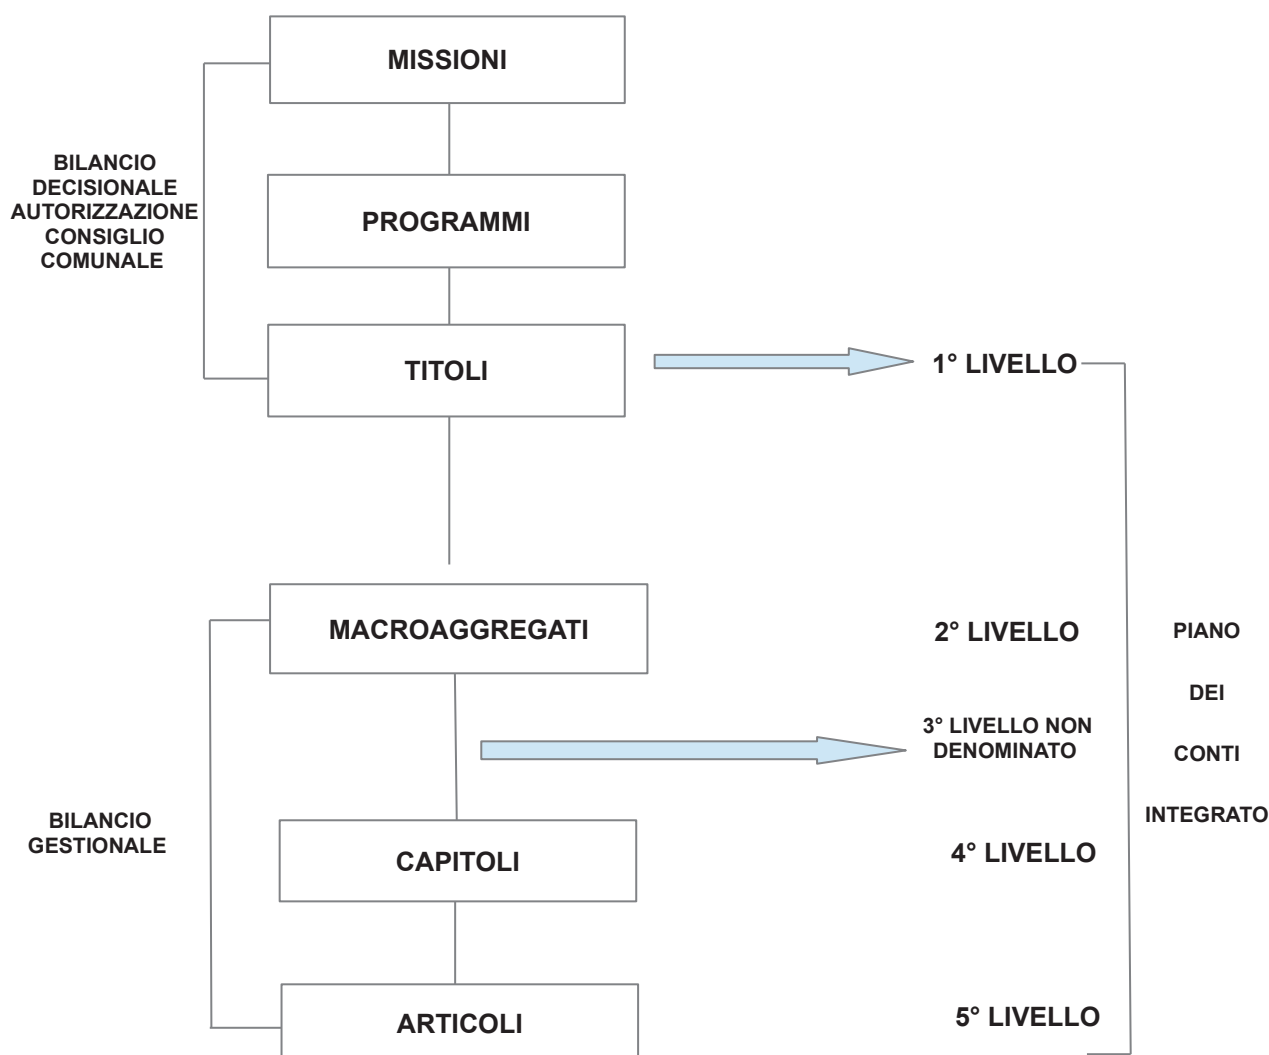 MISSIONI
BILANCIO
DECISIONALE
AUTORIZZAZIONE
CONSIGLIO
COMUNALE
PROGRAMMI
TITOLI
1° LIVELLO
MACROAGGREGATI
2° LIVELLO
3° LIVELLO NON
DENOMINATO
PIANO
DEI
CONTI
INTEGRATO
BILANCIO
GESTIONALE
CAPITOLI
4° LIVELLO
ARTICOLI
5° LIVELLO